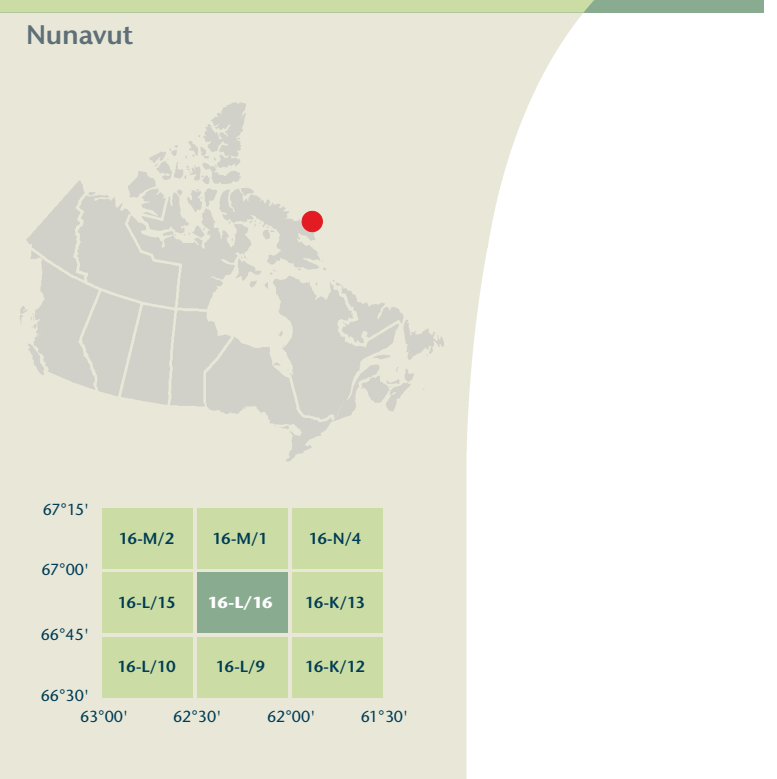 Nunavut
67°15'
16-M/2 16-M/1 16-N/4
67°00'
16-L/15 16-L/16 16-K/13
66°45'
16-L/10 16-L/9 16-K/12
66°30'
63°00' 62°30' 62°00' 61°30'